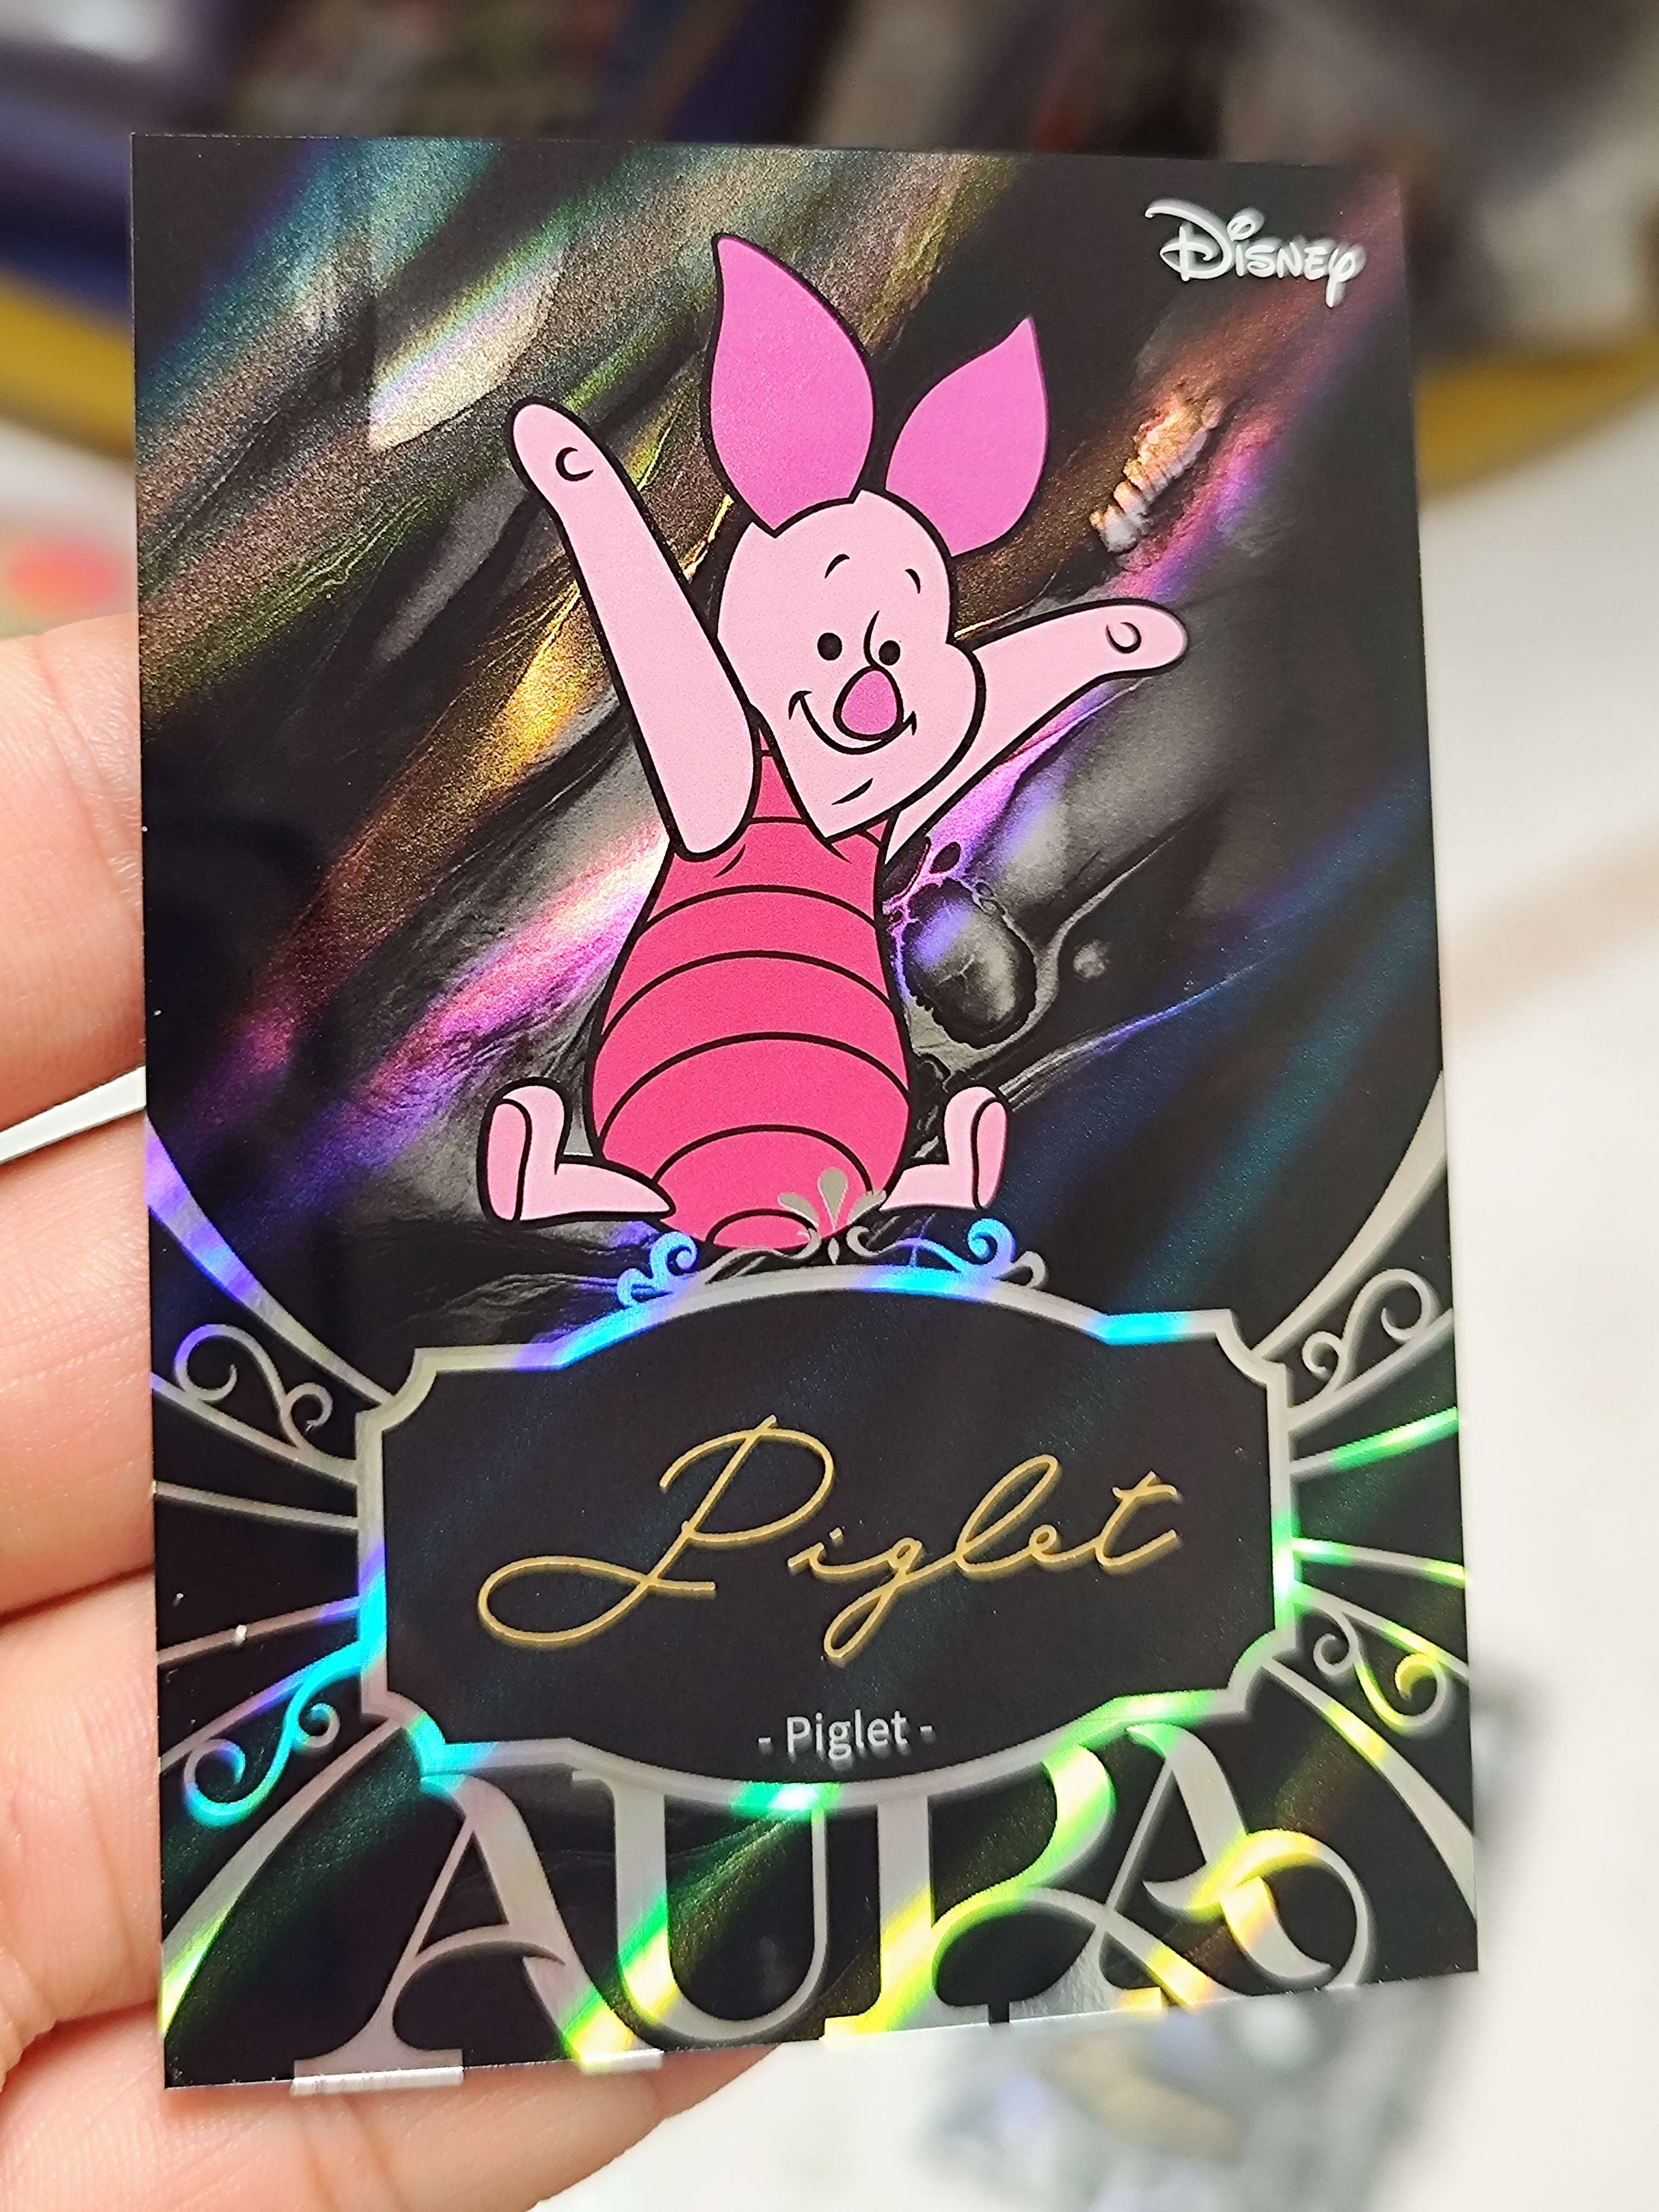 Disney
Piglet
- Piglet -
AURA